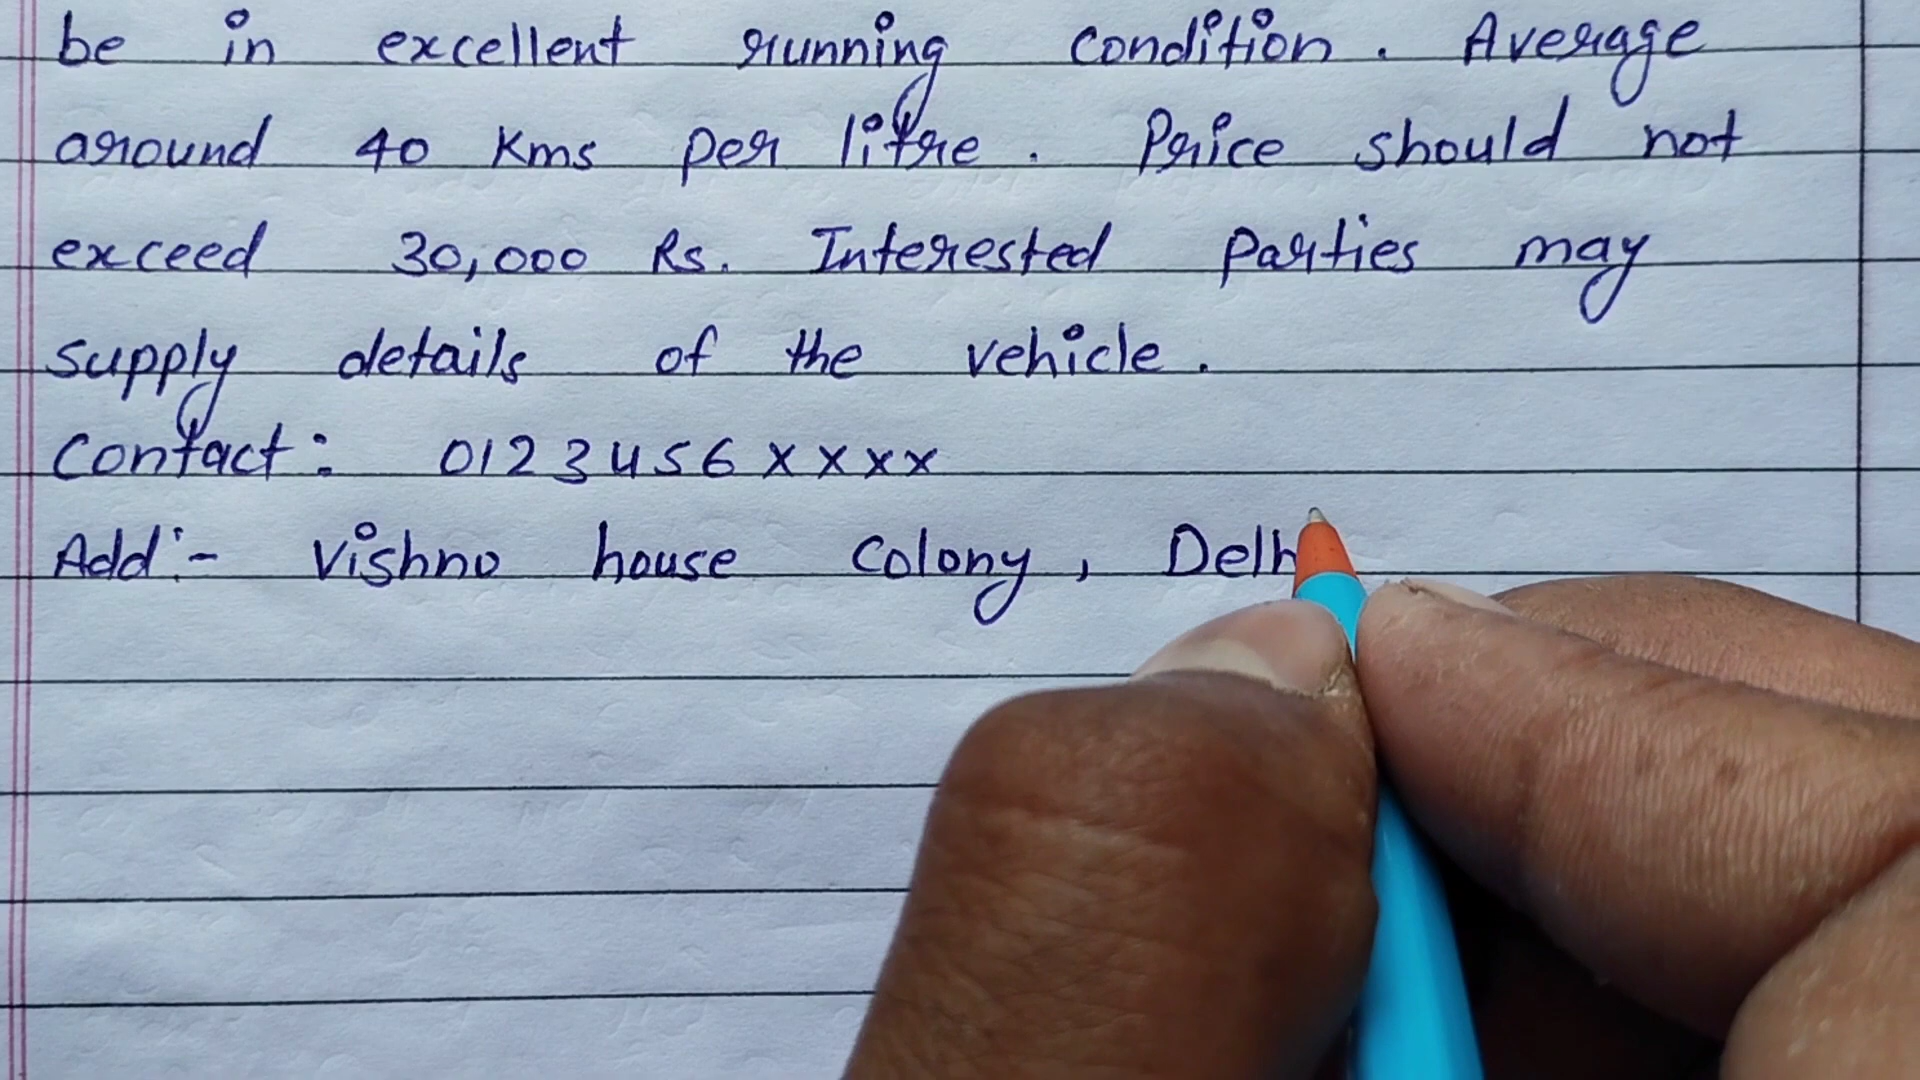 be in excellent running condition. Average
around 40 Kms per litre. Price should not
exceed 30,000 Rs. Interested Parties may
supply details of the vehicle.
Contact: 0123456xxxx
Add:- Vishno house Colony, Delh